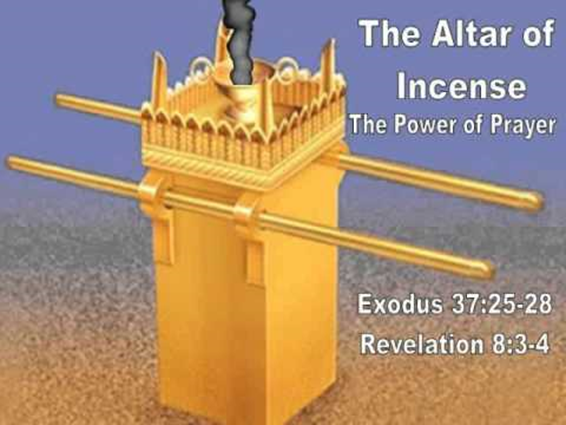 The Altar of
Incense
The Power of Prayer
Exodus 37:25-28
Revelation 8:3-4